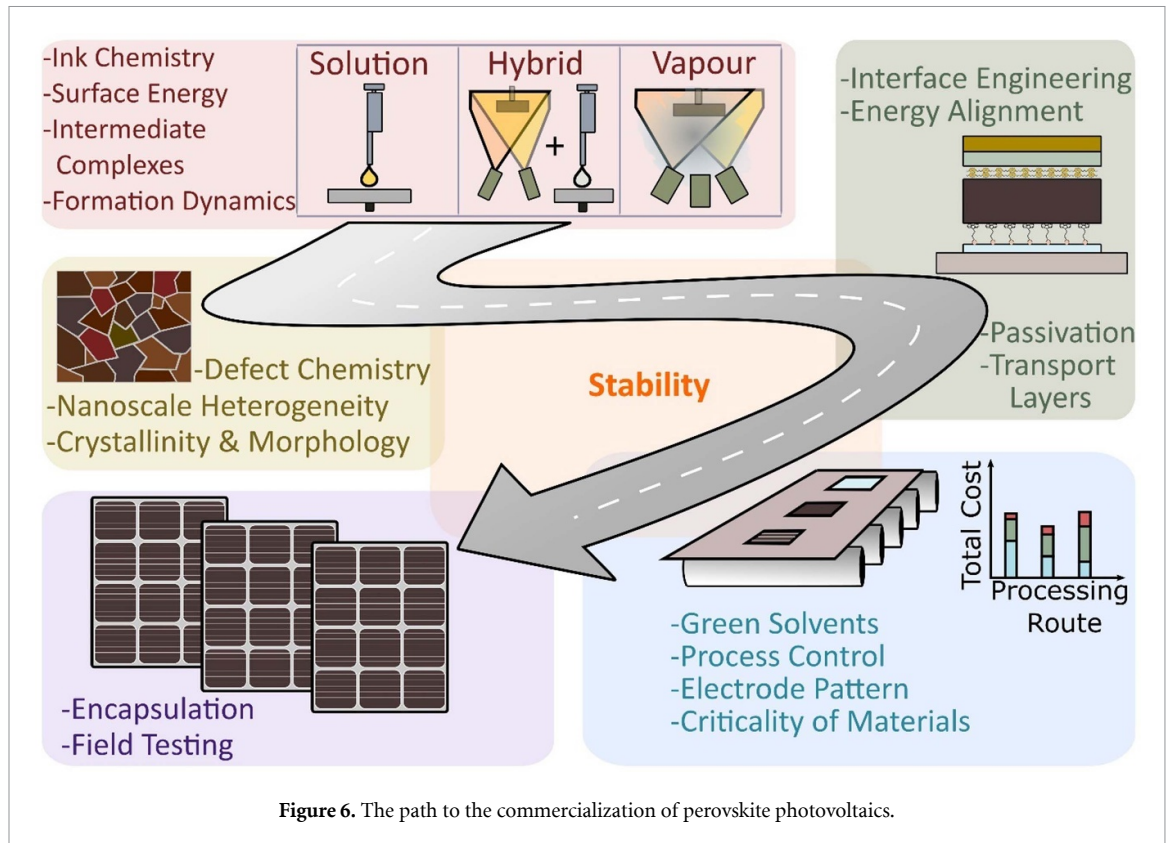 -Ink Chemistry
-Surface Energy
-Intermediate
Complexes
-Formation Dynamics
Solution
Hybrid
+
Vapour
-Interface Engineering
-Energy Alignment
-Passivation
-Transport
Layers
-Defect Chemistry
-Nanoscale Heterogeneity
-Crystallinity & Morphology
Stability
-Green Solvents
-Process Control
-Electrode Pattern
-Criticality of Materials
Total Cost
Processing
Route
-Encapsulation
-Field Testing
Figure 6. The path to the commercialization of perovskite photovoltaics.